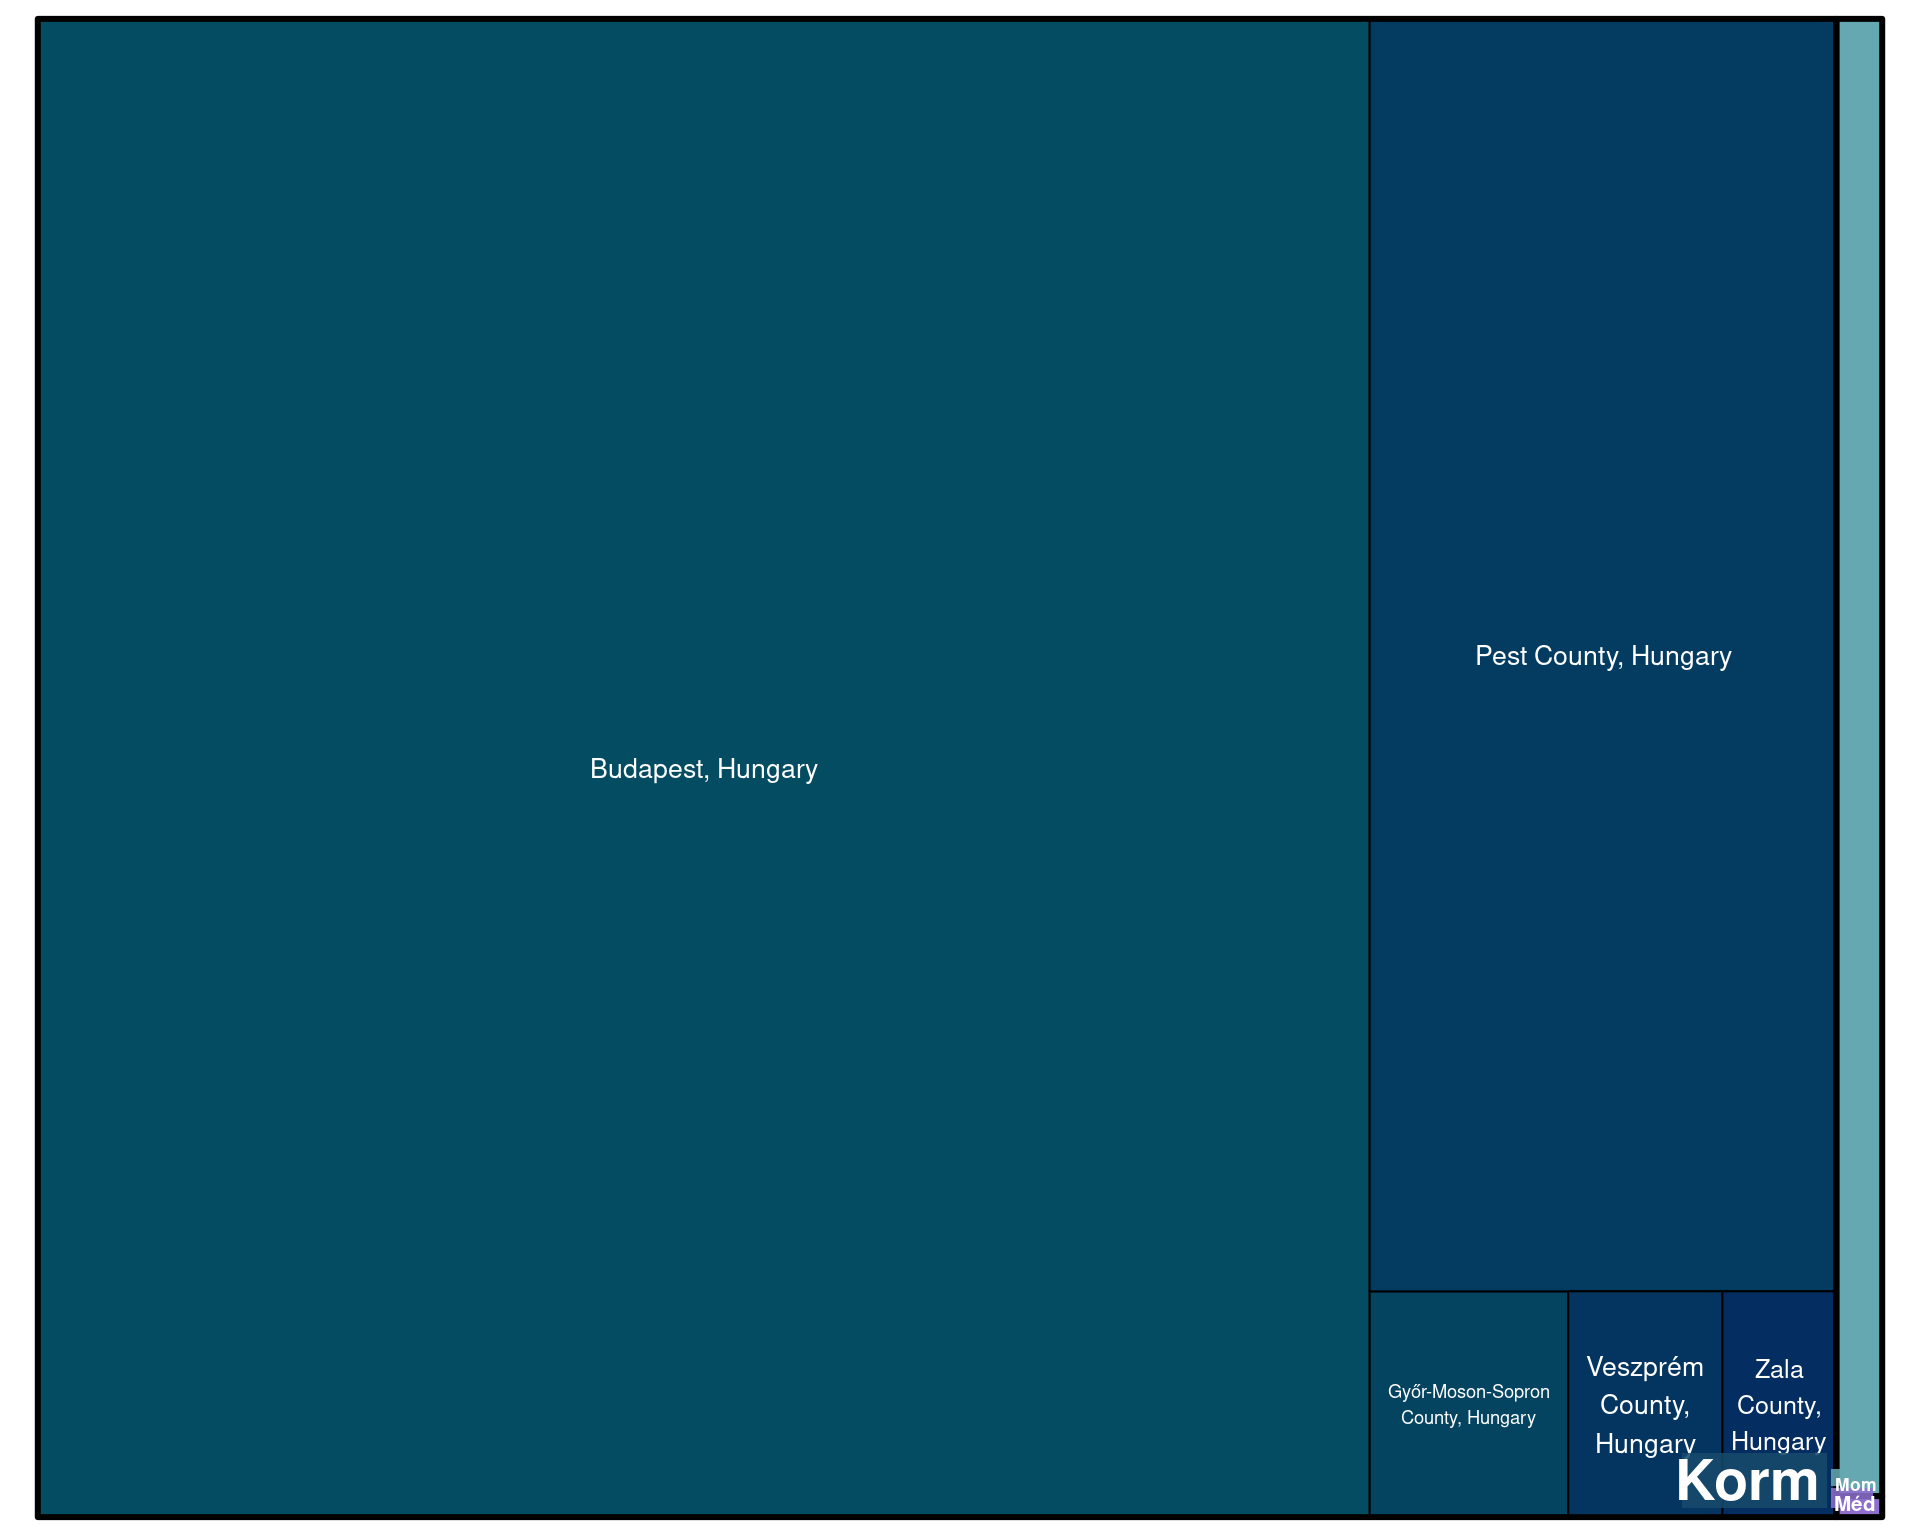 Budapest, Hungary
Pest County, Hungary
Győr-Moson-Sopron
County, Hungary
Veszprém
County,
Hungary
Zala
County,
Hungary
Korm
Mom
Méd